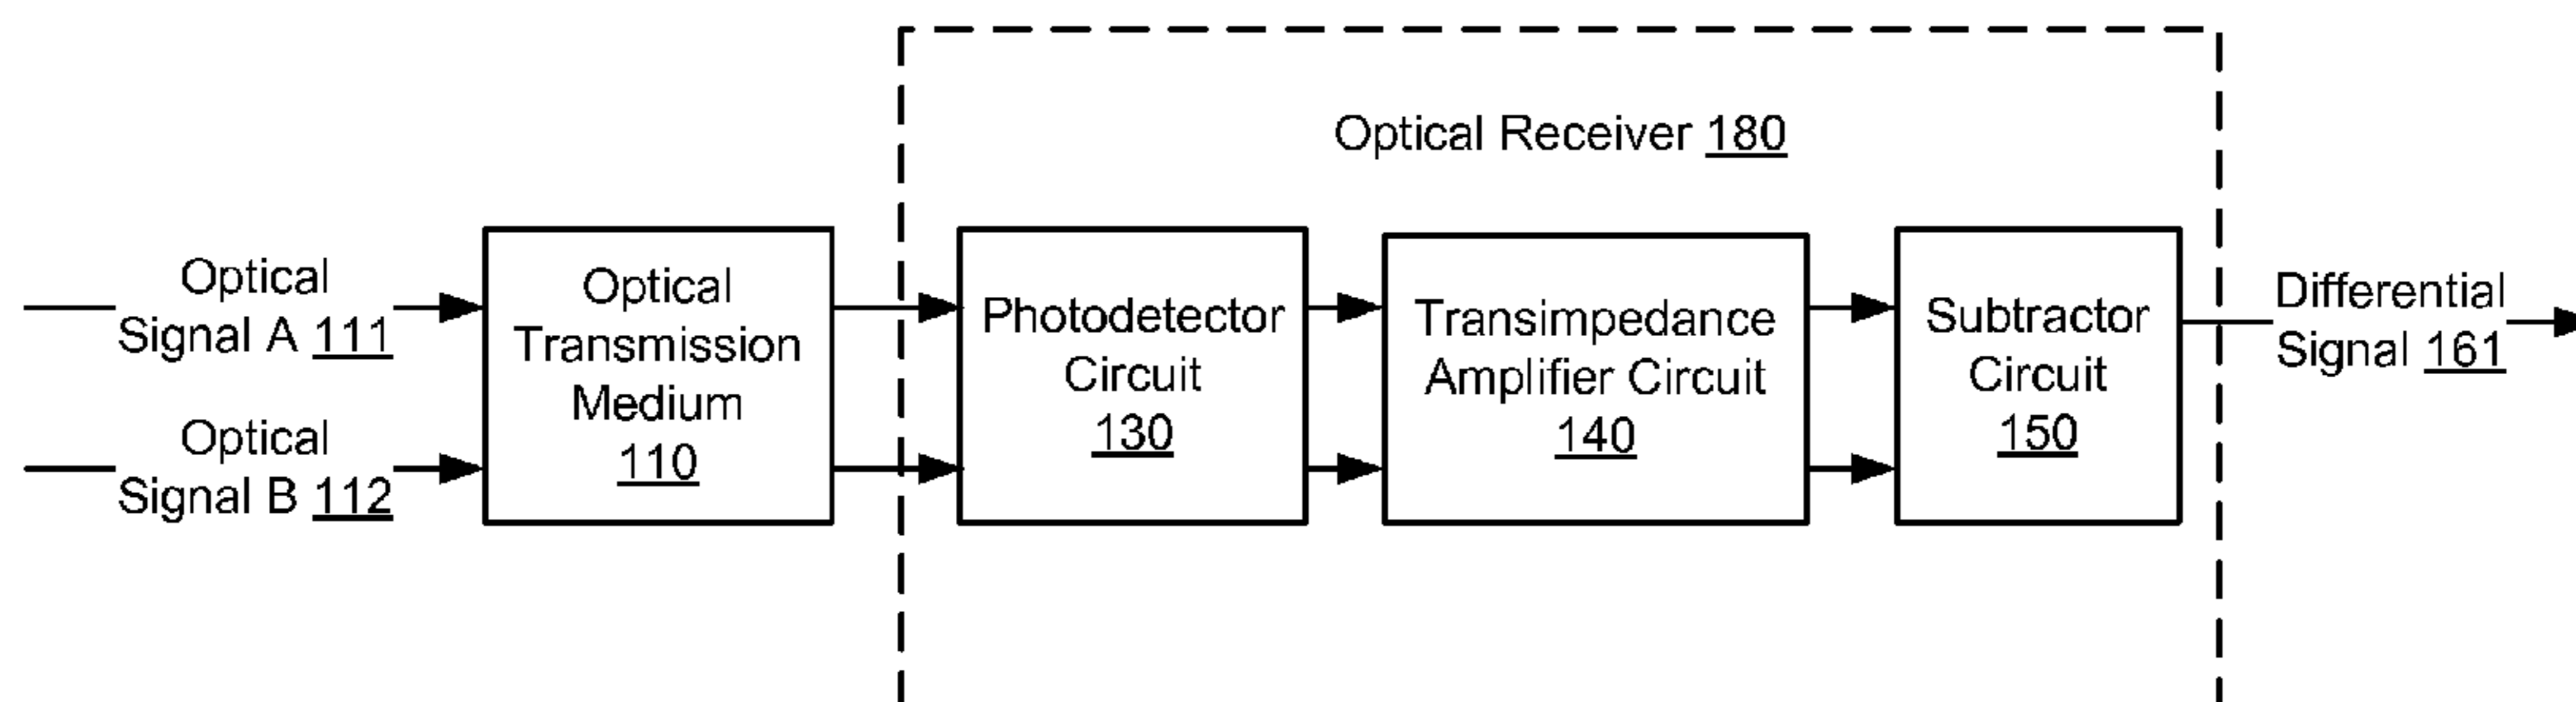 Optical Receiver 180
Optical
Signal A 111
Optical
Signal B 112
Optical
Transmission
Medium
110
Photodetector
Circuit
130
Transimpedance
Amplifier Circuit
140
Subtractor
Circuit
150
Differential
Signal 161